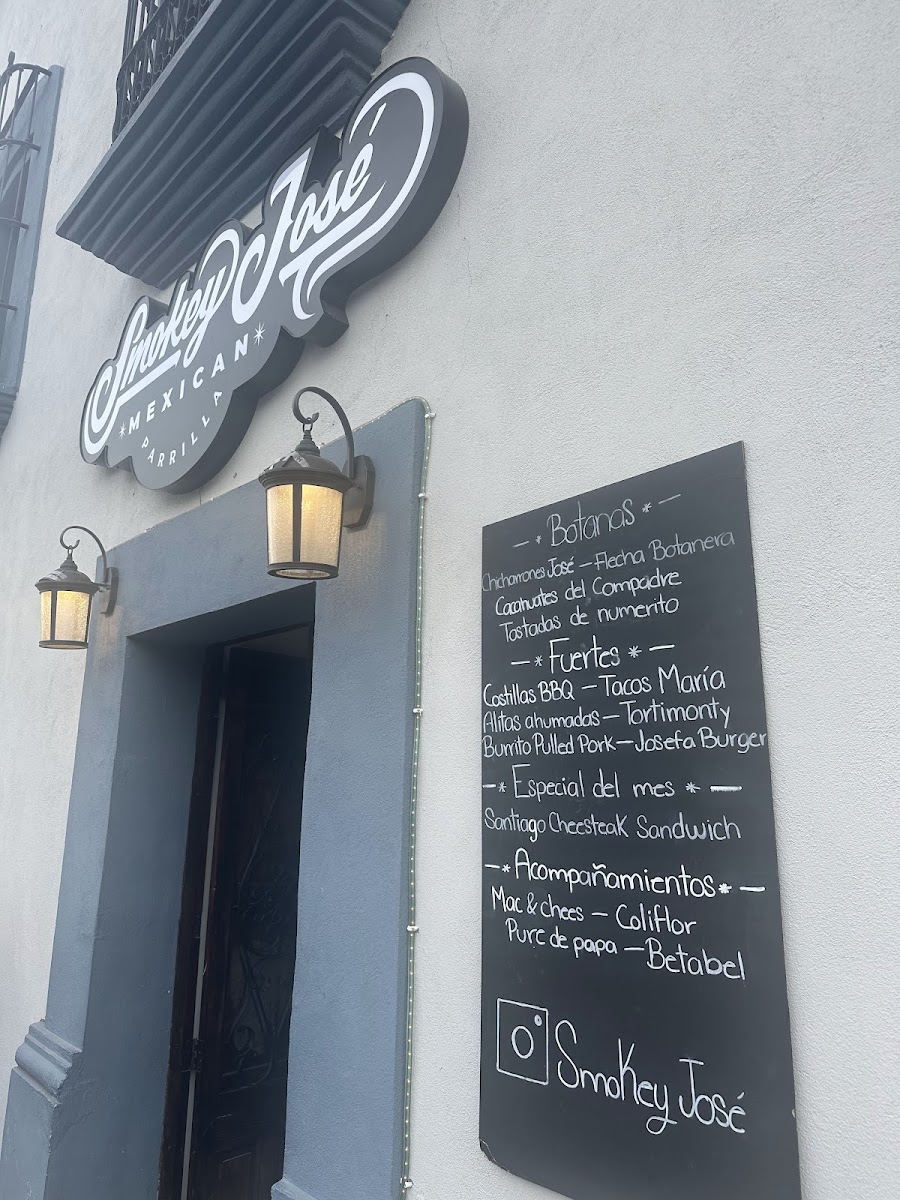 Smokey José
*MEXICAN*
PARRILLA
— * Botanas * —
Chicharrones José — Flecha Botanera
Cacahuates del Compadre
Tostadas de numerito
— * Fuertes * —
Costillas BBQ — Tacos María
Alitas ahumadas — Tortimonty
Burrito Pulled Pork — Josefa Burger
— * Especial del mes * —
Santiago Cheesteak Sandwich
— * Acompañamientos * —
Mac & chees — Coliflor
Pure de papa — Betabel
Smokey José